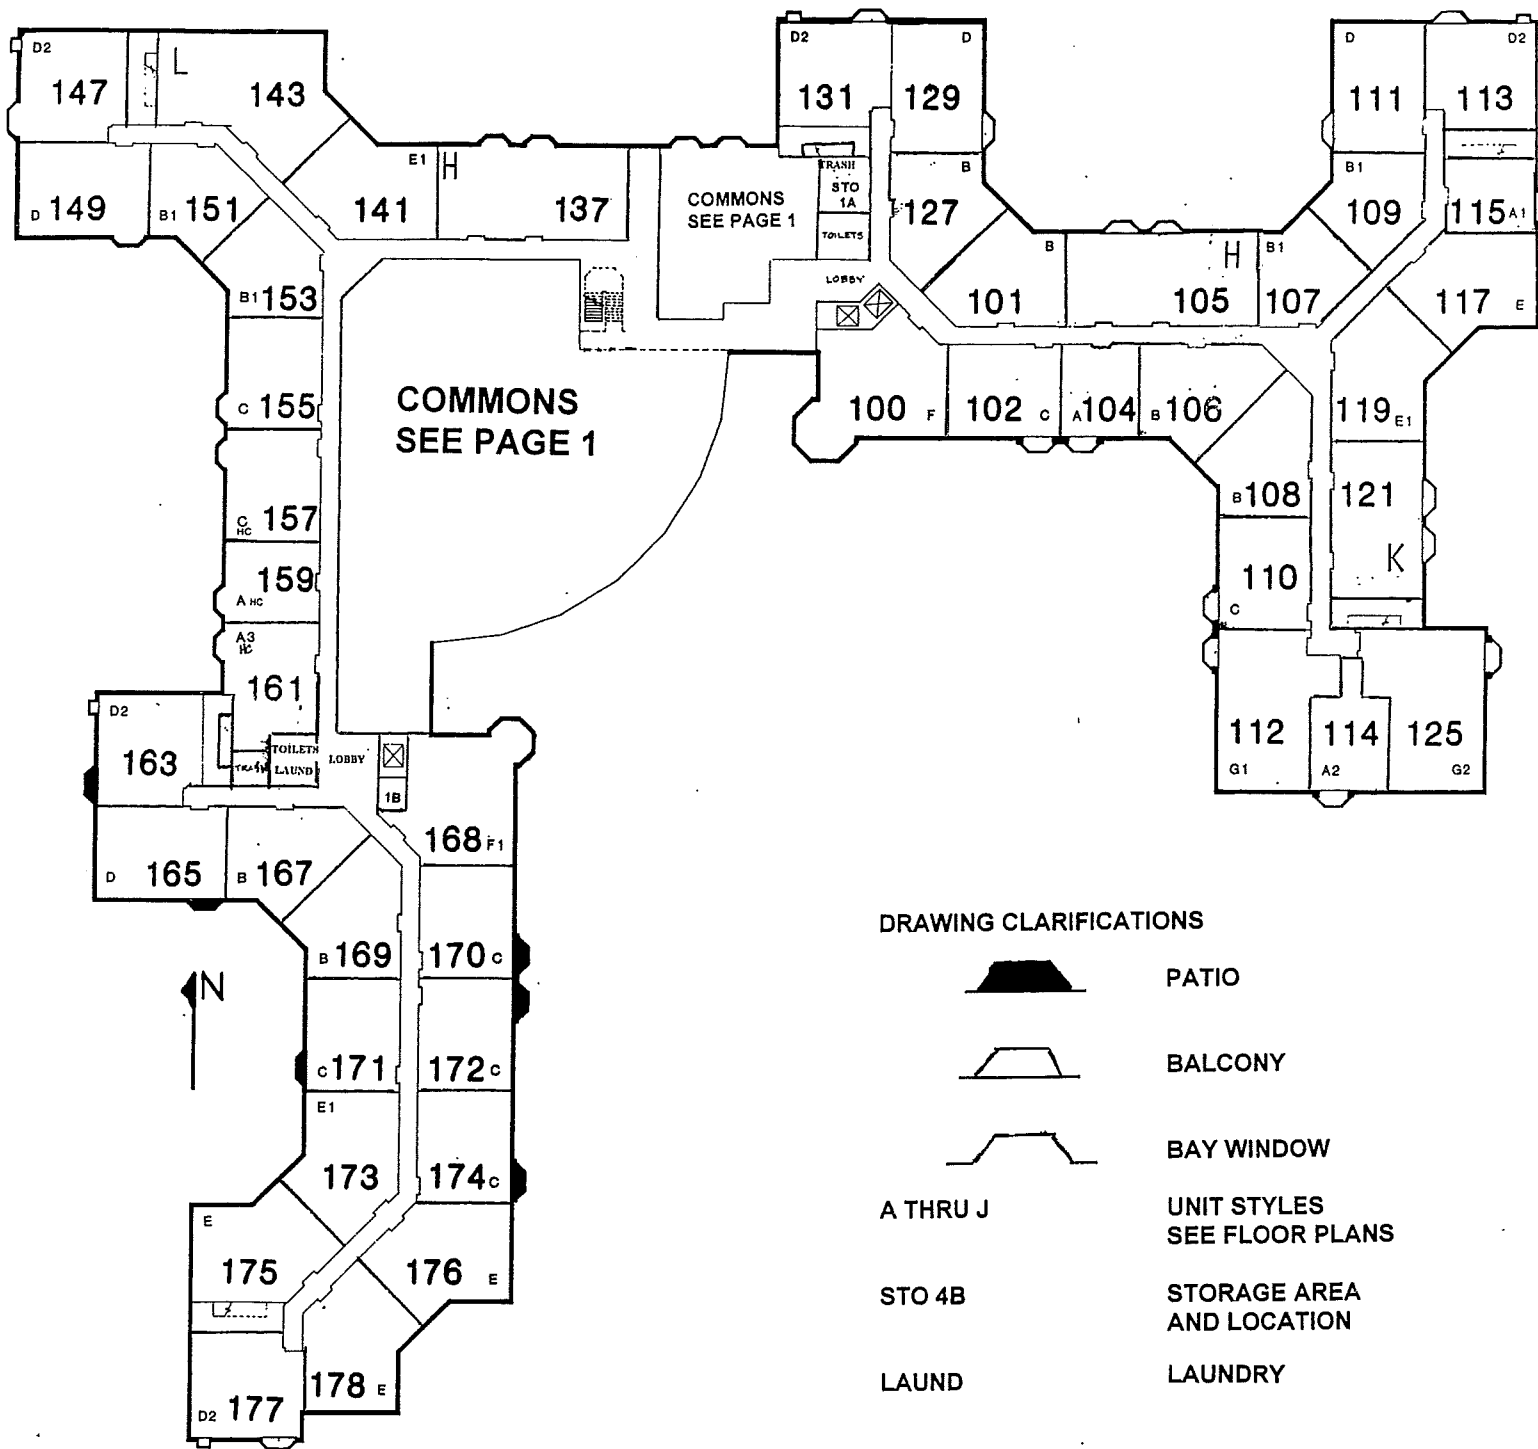 D2
147
L
143
D2
131
D
129
D
111
D2
113
D 149
B1 151
E1
141
H
137
COMMONS
SEE PAGE 1
TRASH
STO
1A
TOILETS
B
127
B1
109
115 A1
LOBBY
B
101
H
105
B1
107
117
E
B1 153
C 155
COMMONS
SEE PAGE 1
100 F
102 C
A 104
B 106
119 E1
C
HC 157
B 108
121
K
159
A HC
110
C
A3
HC
161
D2
163
TOILETS
TRASH
LAUND
LOBBY
1B
112
G1
114
A2
125
G2
168 F1
D 165
B 167
B 169
170 C
N
C 171
172 C
E1
173
174 C
E
175
176 E
178 E
D2 177
DRAWING CLARIFICATIONS
PATIO
BALCONY
BAY WINDOW
A THRU J
UNIT STYLES
SEE FLOOR PLANS
STO 4B
STORAGE AREA
AND LOCATION
LAUND
LAUNDRY